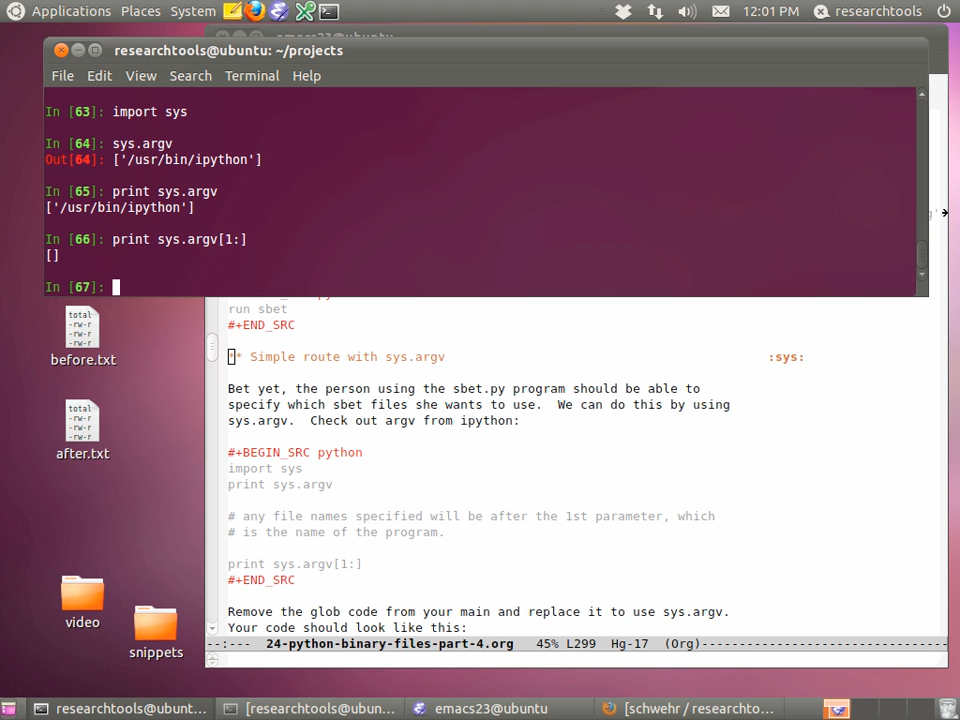 Applications Places System 12:01 PM researchtools
researchtools@ubuntu: ~/projects
File Edit View Search Terminal Help
In [63]: import sys
In [64]: sys.argv
Out[64]: ['/usr/bin/ipython']
In [65]: print sys.argv
['/usr/bin/ipython']
In [66]: print sys.argv[1:]
[]
In [67]:
run sbet
#+END_SRC
** Simple route with sys.argv :sys:
Bet yet, the person using the sbet.py program should be able to
specify which sbet files she wants to use. We can do this by using
sys.argv. Check out argv from ipython:
#+BEGIN_SRC python
import sys
print sys.argv
# any file names specified will be after the 1st parameter, which
# is the name of the program.
print sys.argv[1:]
#+END_SRC
Remove the glob code from your main and replace it to use sys.argv.
Your code should look like this:
--:--- 24-python-binary-files-part-4.org 45% L299 Hg-17 (Org)---------------------------------
total
-rw-r
-rw-r
-rw-r
before.txt
total
-rw-r
-rw-r
-rw-r
after.txt
video
snippets
researchtools@ubunt... [researchtools@ubun... emacs23@ubuntu [schwehr / researchto...